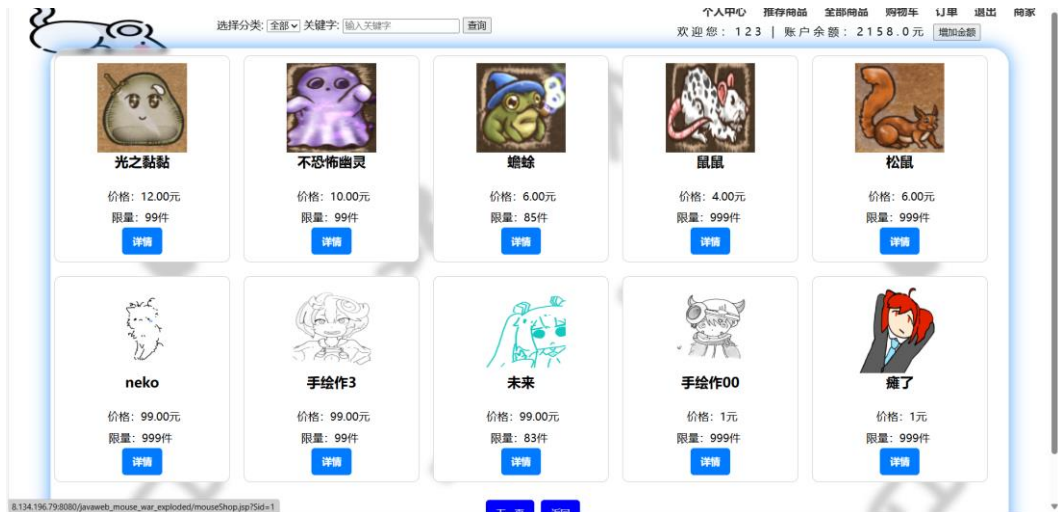 个人中心 推荐商品 全部商品 购物车 订单 退出 商家
选择分类: 全部 关键字: 输入关键字 查询
欢迎您：123 | 账户余额：2158.0元 增加金额
光之黏黏 不恐怖幽灵 蟾蜍 鼠鼠 松鼠
价格：12.00元 价格：10.00元 价格：6.00元 价格：4.00元 价格：6.00元
限量：99件 限量：99件 限量：85件 限量：999件 限量：999件
详情 详情 详情 详情 详情
neko 手绘作3 未来 手绘作00 瘫了
价格：99.00元 价格：99.00元 价格：99.00元 价格：1元 价格：1元
限量：999件 限量：99件 限量：83件 限量：999件 限量：999件
详情 详情 详情 详情 详情
8.134.196.79:8080/javaweb_mouse_war_exploded/mouseShop.jsp?Sid=1